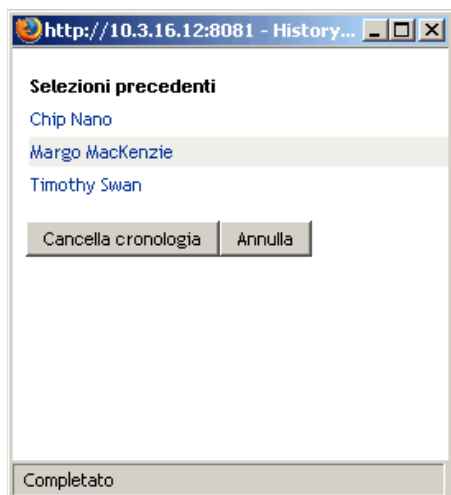 http://10.3.16.12:8081 - History...
Selezioni precedenti
Chip Nano
Margo MacKenzie
Timothy Swan
Cancella cronologia Annulla
Completato